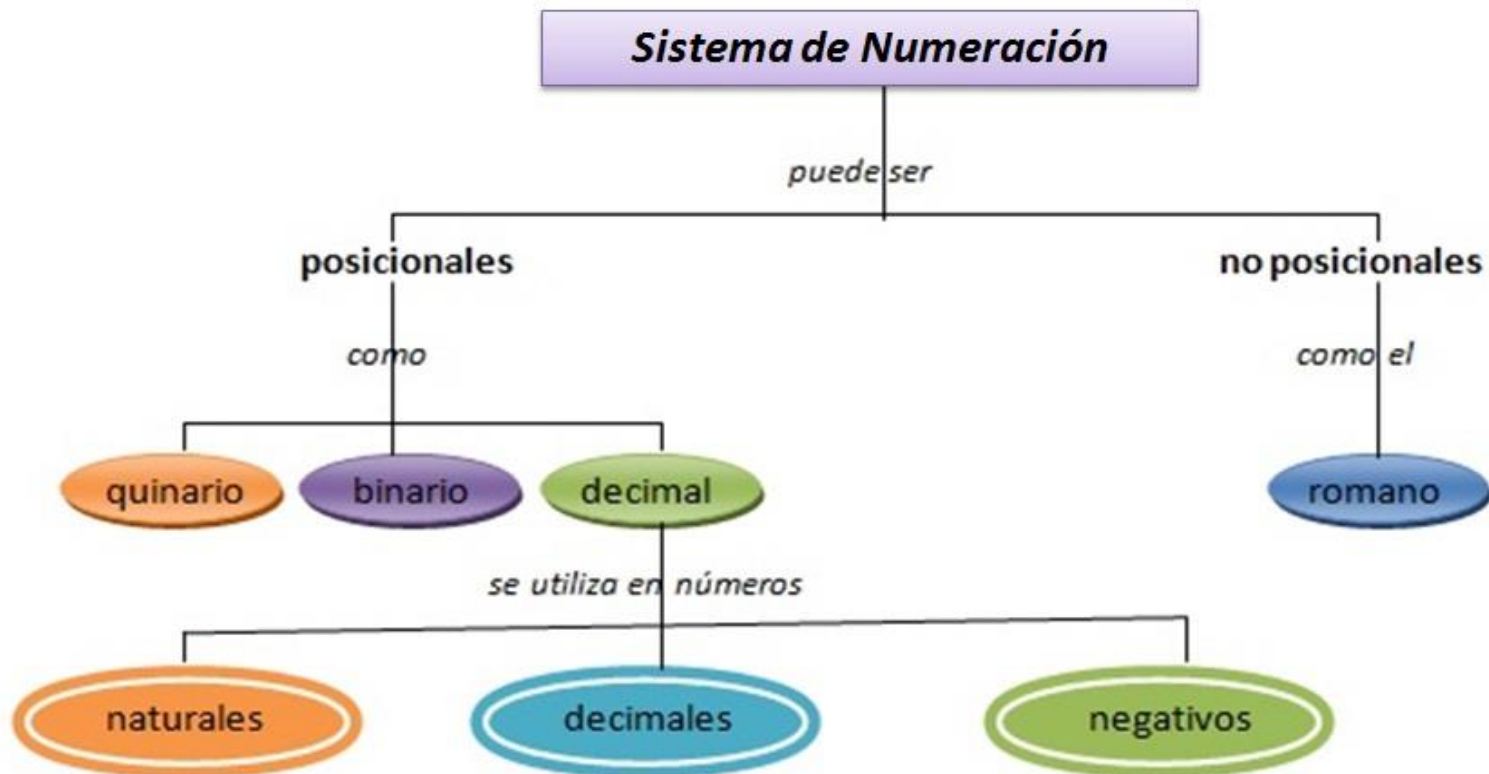 Sistema de Numeración
puede ser
posicionales
no posicionales
como
como el
quinario
binario
decimal
romano
se utiliza en números
naturales
decimales
negativos